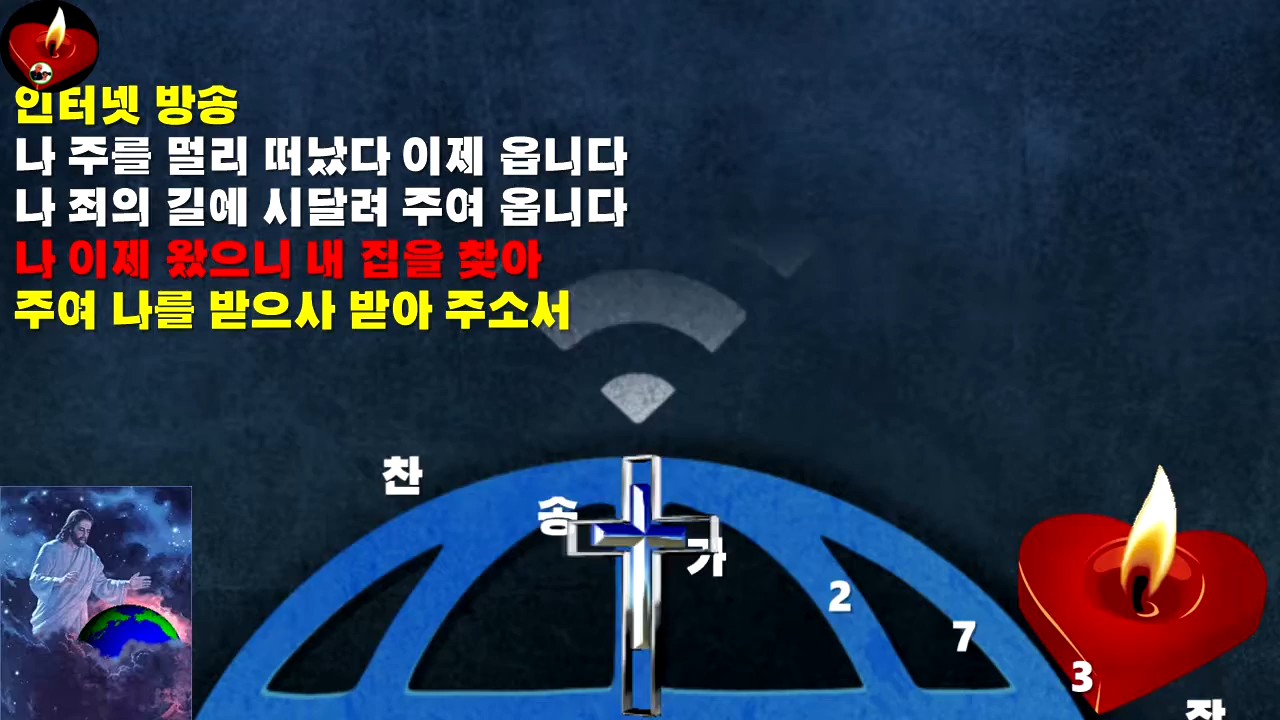 인터넷 방송
나 주를 멀리 떠났다 이제 옵니다
나 죄의 길에 시달려 주여 옵니다
나 이제 왔으니 내 집을 찾아
주여 나를 받으사 받아 주소서
찬 송 가 2 7 3 장